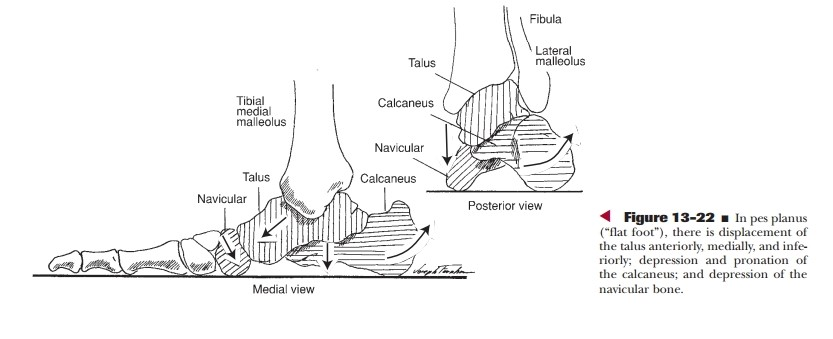 Fibula
Lateral
malleolus
Talus
Calcaneus
Navicular
Posterior view
Tibial
medial
malleolus
Talus
Navicular
Calcaneus
Medial view
Figure 13-22 ■ In pes planus
("flat foot"), there is displacement of
the talus anteriorly, medially, and infe-
riorly; depression and pronation of
the calcaneus; and depression of the
navicular bone.